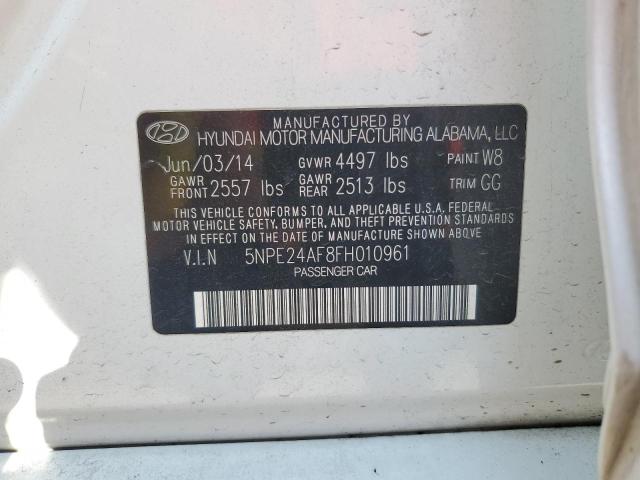 MANUFACTURED BY
HYUNDAI MOTOR MANUFACTURING ALABAMA, LLC
Jun/03/14 GVWR 4497 lbs PAINT W8
GAWR FRONT 2557 lbs GAWR REAR 2513 lbs TRIM GG
THIS VEHICLE CONFORMS TO ALL APPLICABLE U.S.A. FEDERAL
MOTOR VEHICLE SAFETY, BUMPER, AND THEFT PREVENTION STANDARDS
IN EFFECT ON THE DATE OF MANUFACTURE SHOWN ABOVE
V.I.N 5NPE24AF8FH010961
PASSENGER CAR